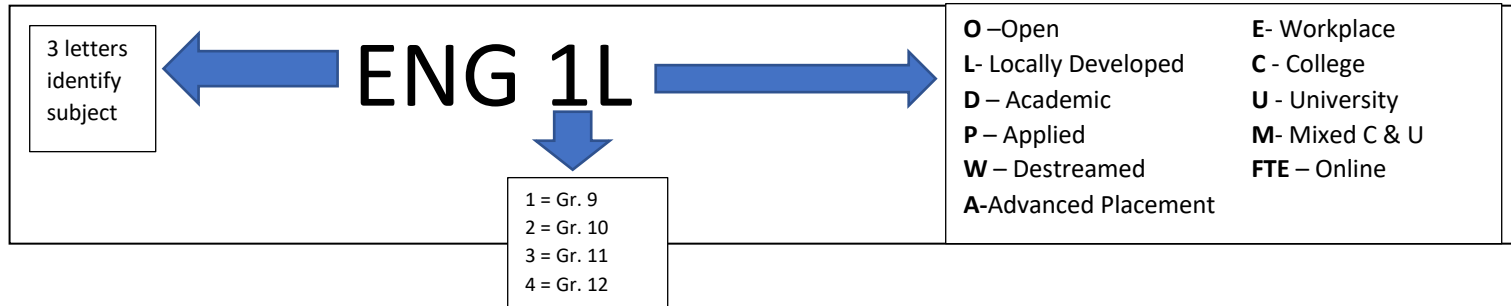 3 letters
identify
subject
ENG 1L
1 = Gr. 9
2 = Gr. 10
3 = Gr. 11
4 = Gr. 12
O –Open
L- Locally Developed
D – Academic
P – Applied
W – Destreamed
A-Advanced Placement
E- Workplace
C - College
U - University
M- Mixed C & U
FTE – Online